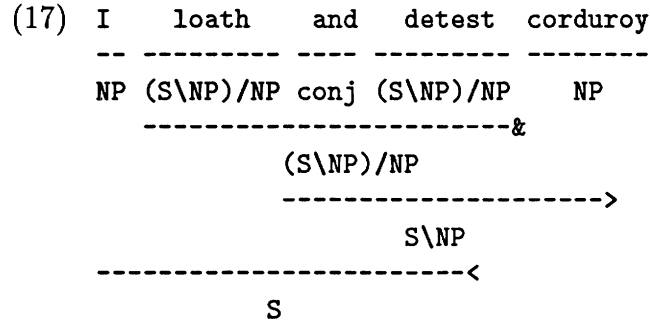 (17) I loath and detest corduroy
-- --------- ---- --------- --------
NP (S\NP)/NP conj (S\NP)/NP NP
-------------------------&
(S\NP)/NP
---------------------->
S\NP
-------------------------<
S